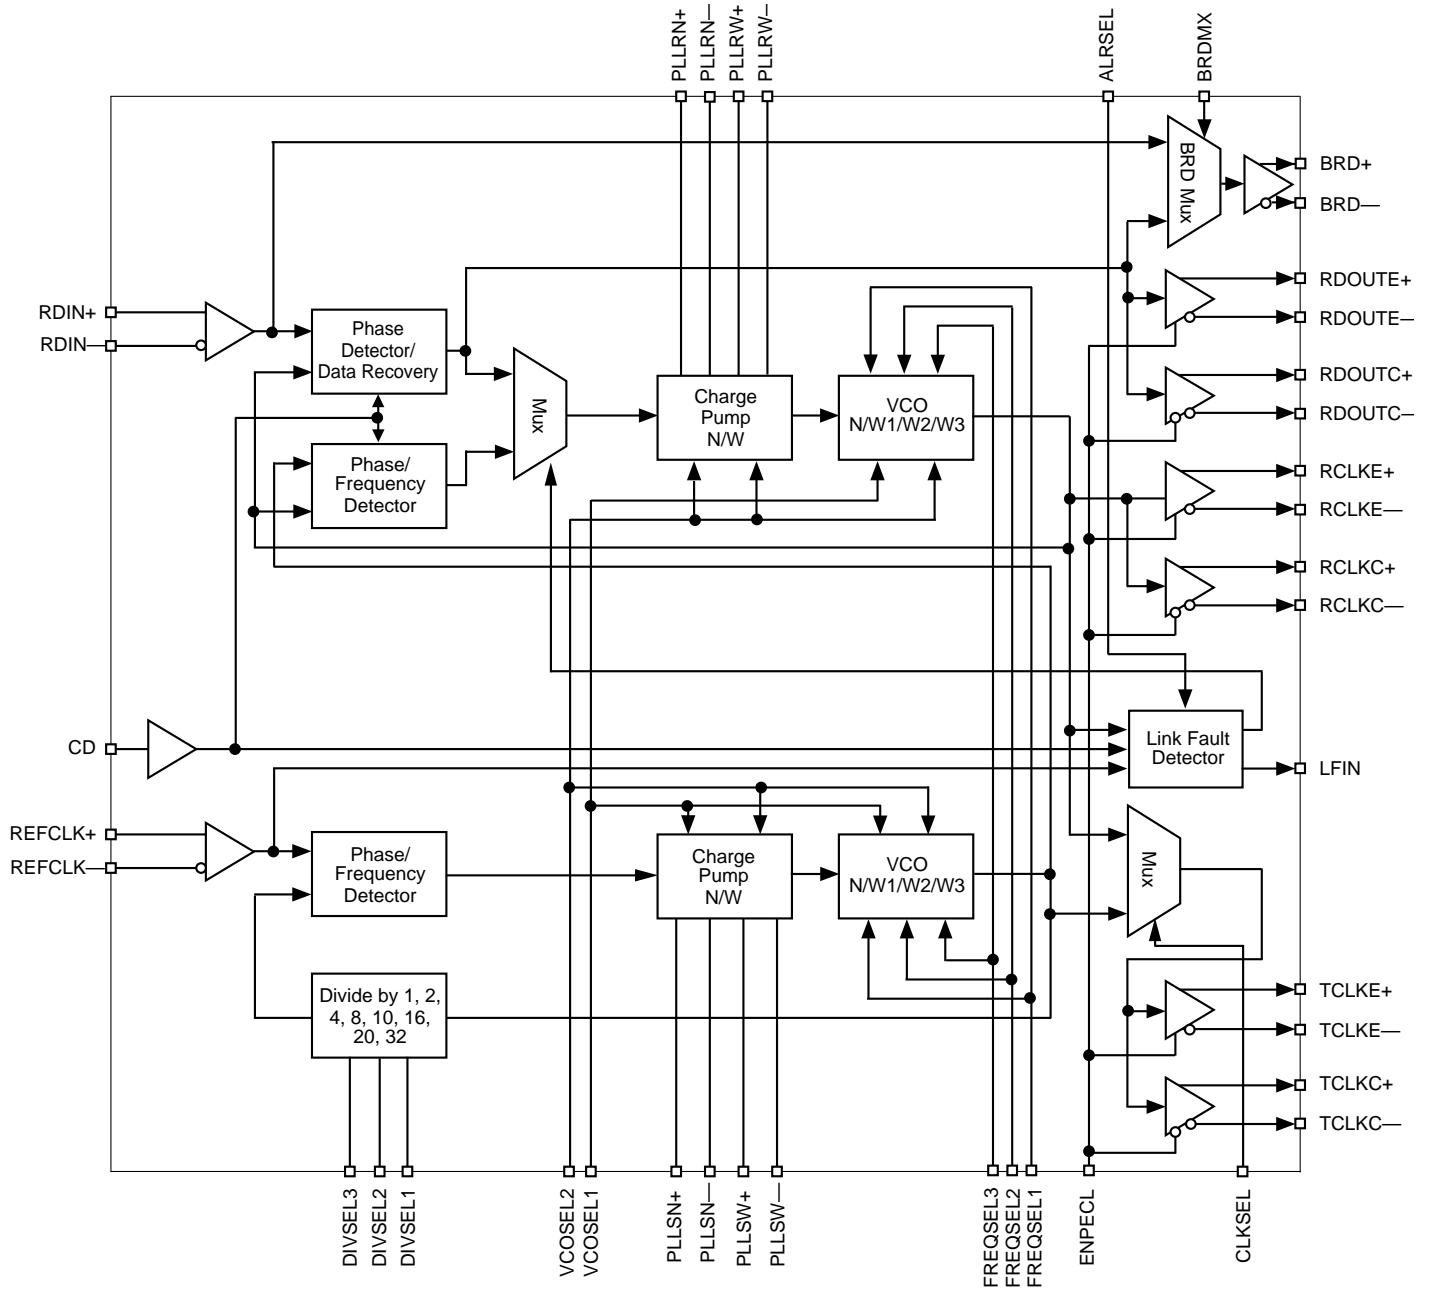 PLLRN+
PLLRN—
PLLRW+
PLLRW—
ALRSEL
BRDMX
BRD Mux
BRD+
BRD—
RDIN+
RDIN—
Phase
Detector/
Data Recovery
Mux
Charge
Pump
N/W
VCO
N/W1/W2/W3
RDOUTE+
RDOUTE—
RDOUTC+
RDOUTC—
Phase/
Frequency
Detector
RCLKE+
RCLKE—
RCLKC+
RCLKC—
CD
Link Fault
Detector
LFIN
REFCLK+
REFCLK—
Phase/
Frequency
Detector
Charge
Pump
N/W
VCO
N/W1/W2/W3
Mux
Divide by 1, 2,
4, 8, 10, 16,
20, 32
TCLKE+
TCLKE—
TCLKC+
TCLKC—
DIVSEL3
DIVSEL2
DIVSEL1
VCOSEL2
VCOSEL1
PLLSN+
PLLSN—
PLLSW+
PLLSW—
FREQSEL3
FREQSEL2
FREQSEL1
ENPECL
CLKSEL